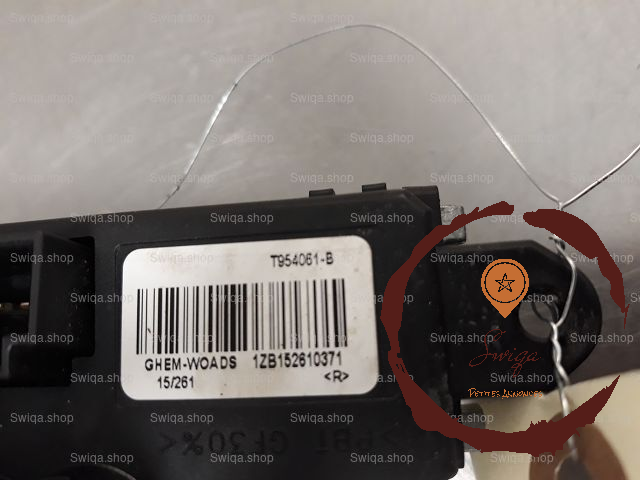 T954061-B
GHEM-WOADS 1ZB152610371
15/261 <R>
>PBT GF30%<
Swiqa
PETITES ANNONCES
Swiqa.shop